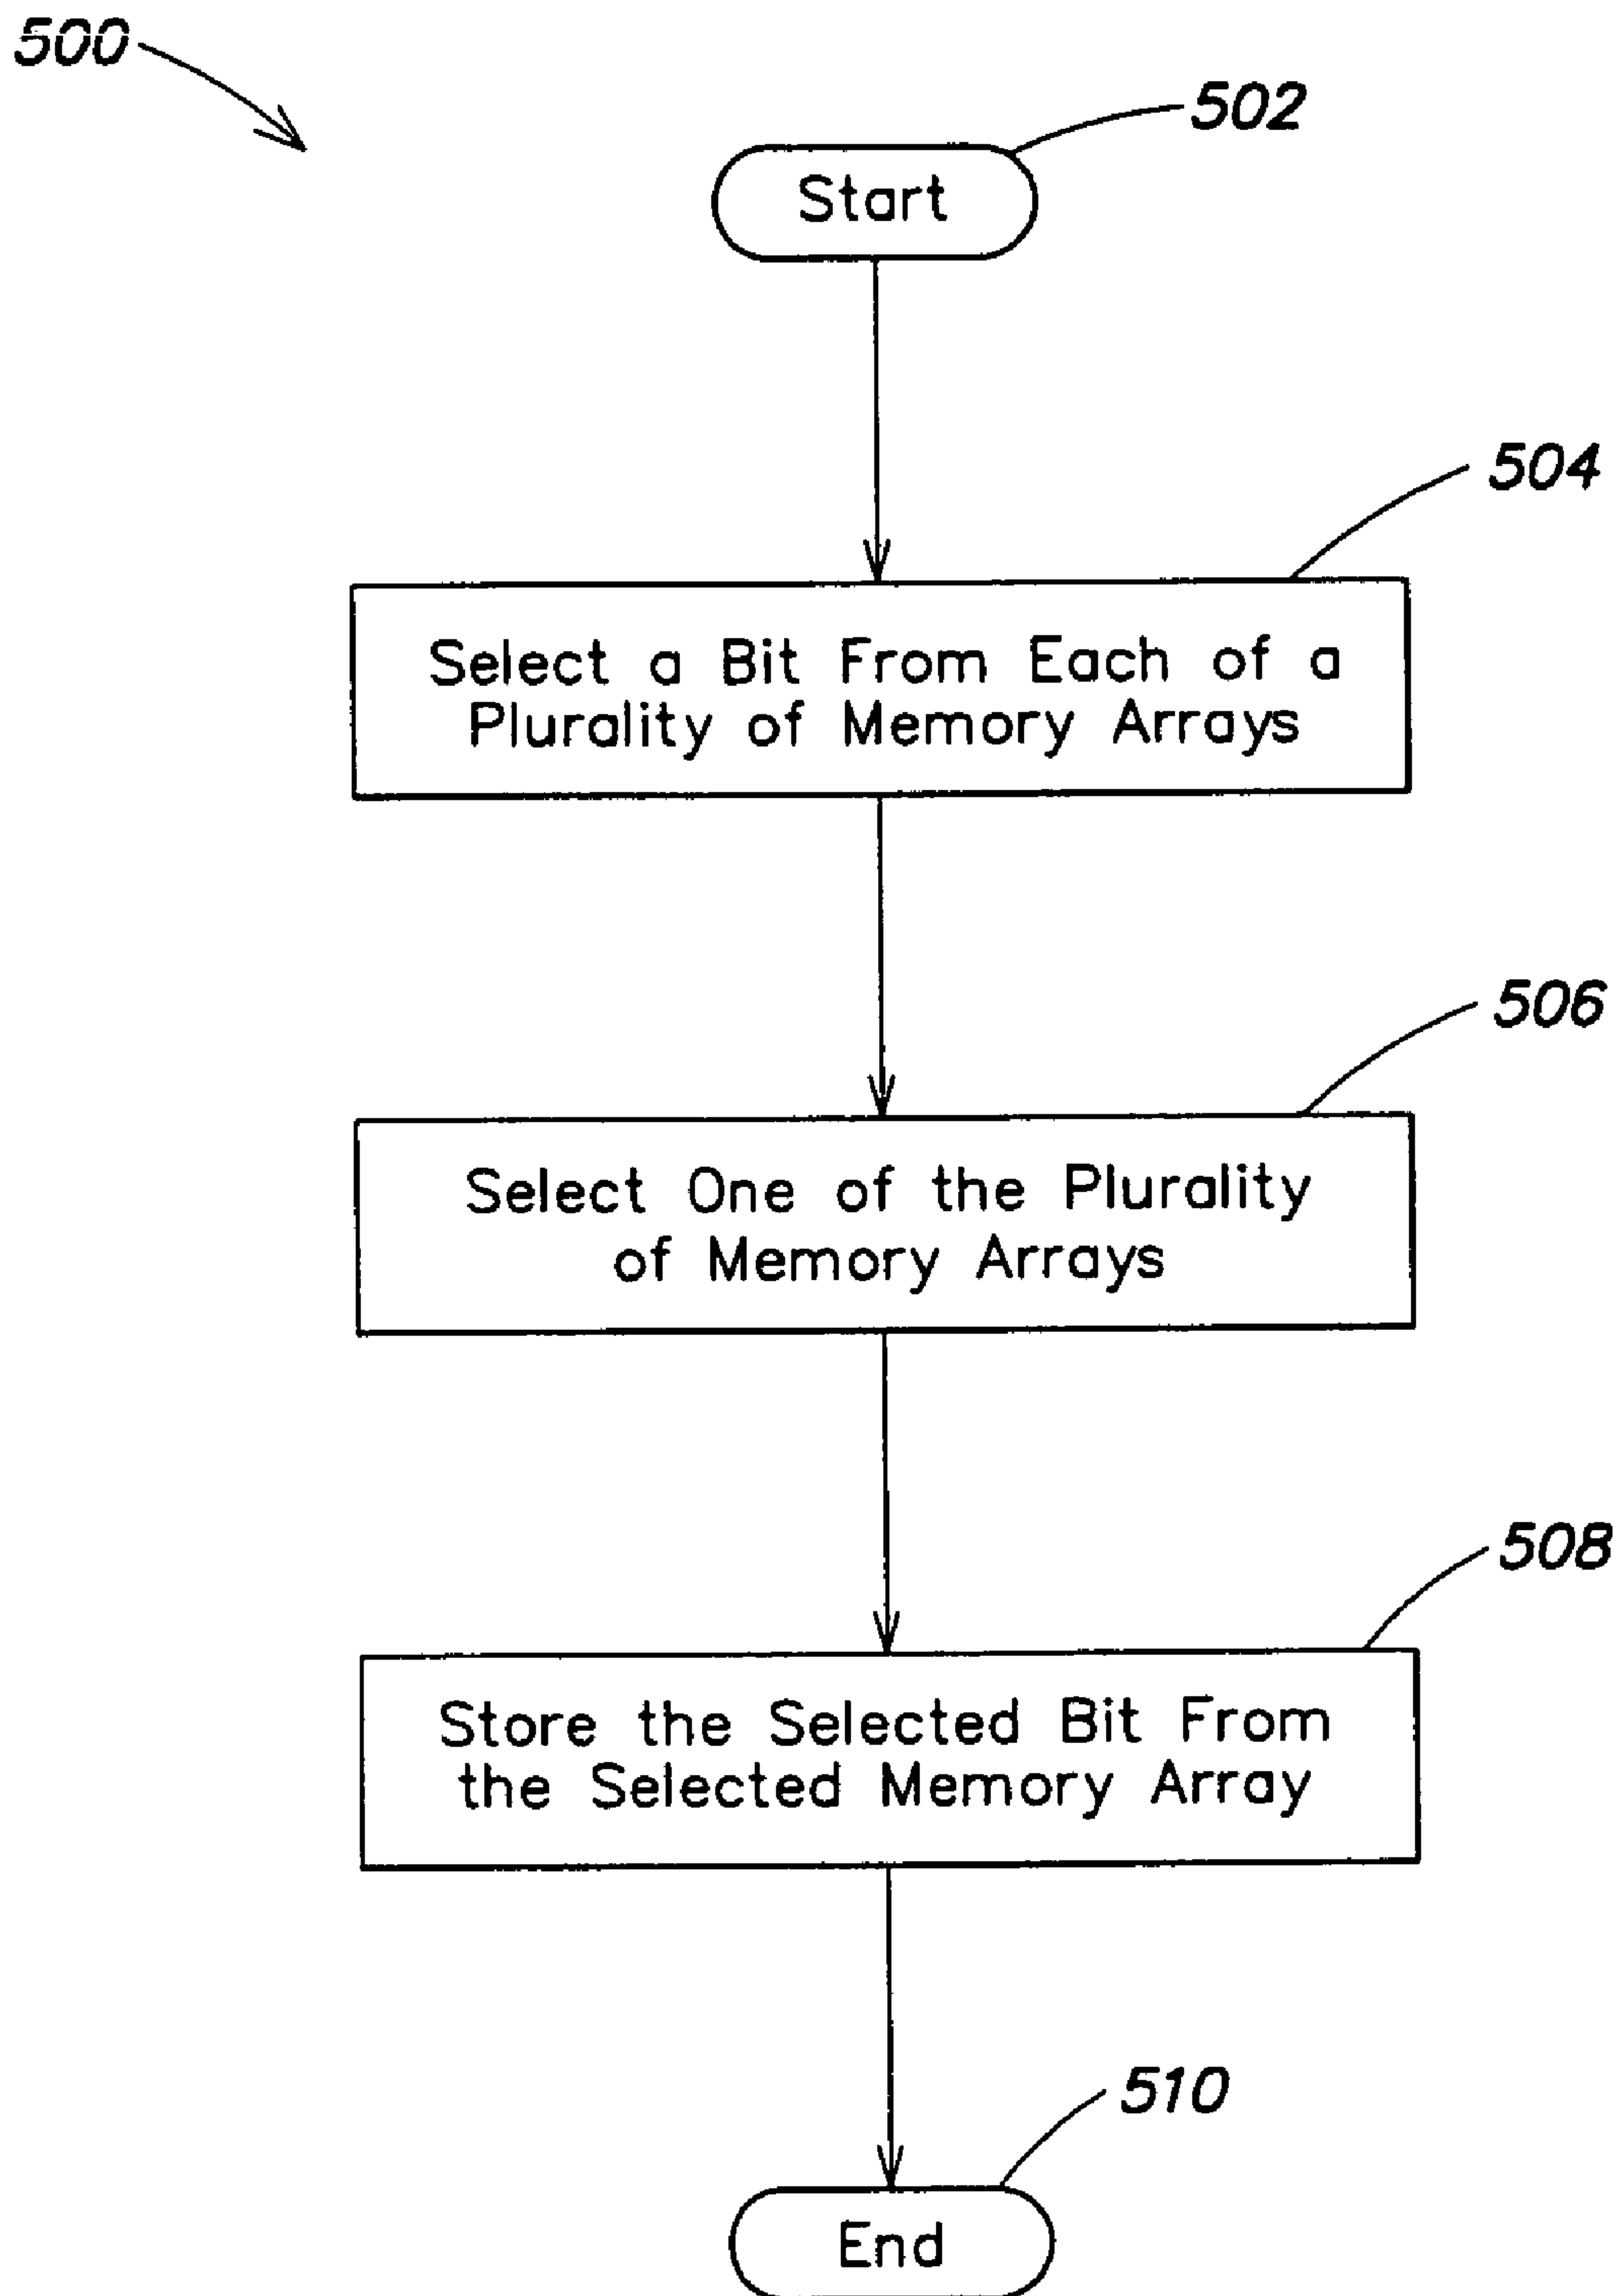 500
502
Start
504
Select a Bit From Each of a
Plurality of Memory Arrays
506
Select One of the Plurality
of Memory Arrays
508
Store the Selected Bit From
the Selected Memory Array
510
End